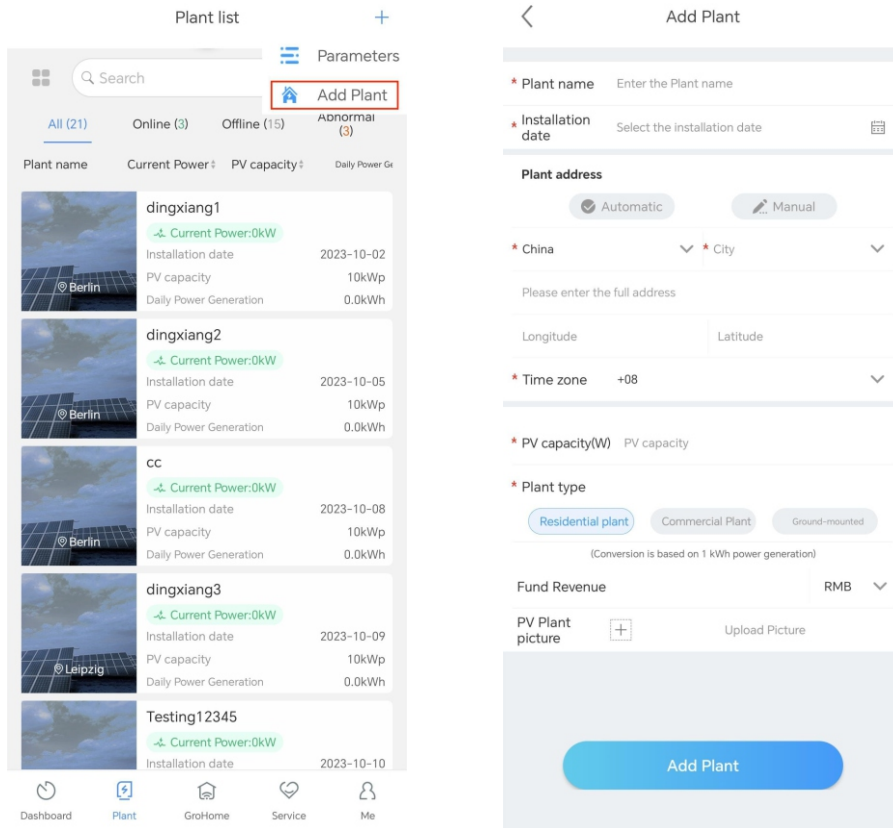 Plant list
+
Parameters
Search
Add Plant
All (21) Online (3) Offline (15) Abnormal
(3)
Plant name Current Power PV capacity Daily Power Ge
dingxiang1
Current Power:0kW
Installation date 2023-10-02
PV capacity 10kWp
Berlin
Daily Power Generation 0.0kWh
dingxiang2
Current Power:0kW
Installation date 2023-10-05
PV capacity 10kWp
Berlin
Daily Power Generation 0.0kWh
cc
Current Power:0kW
Installation date 2023-10-08
PV capacity 10kWp
Berlin
Daily Power Generation 0.0kWh
dingxiang3
Current Power:0kW
Installation date 2023-10-09
PV capacity 10kWp
Leipzig
Daily Power Generation 0.0kWh
Testing12345
Current Power:0kW
Installation date 2023-10-10
Dashboard Plant GroHome Service Me
Add Plant
* Plant name Enter the Plant name
* Installation
date Select the installation date
Plant address
Automatic Manual
* China * City
Please enter the full address
Longitude Latitude
* Time zone +08
* PV capacity(W) PV capacity
* Plant type
Residential plant Commercial Plant Ground-mounted
(Conversion is based on 1 kWh power generation)
Fund Revenue RMB
PV Plant
picture + Upload Picture
Add Plant